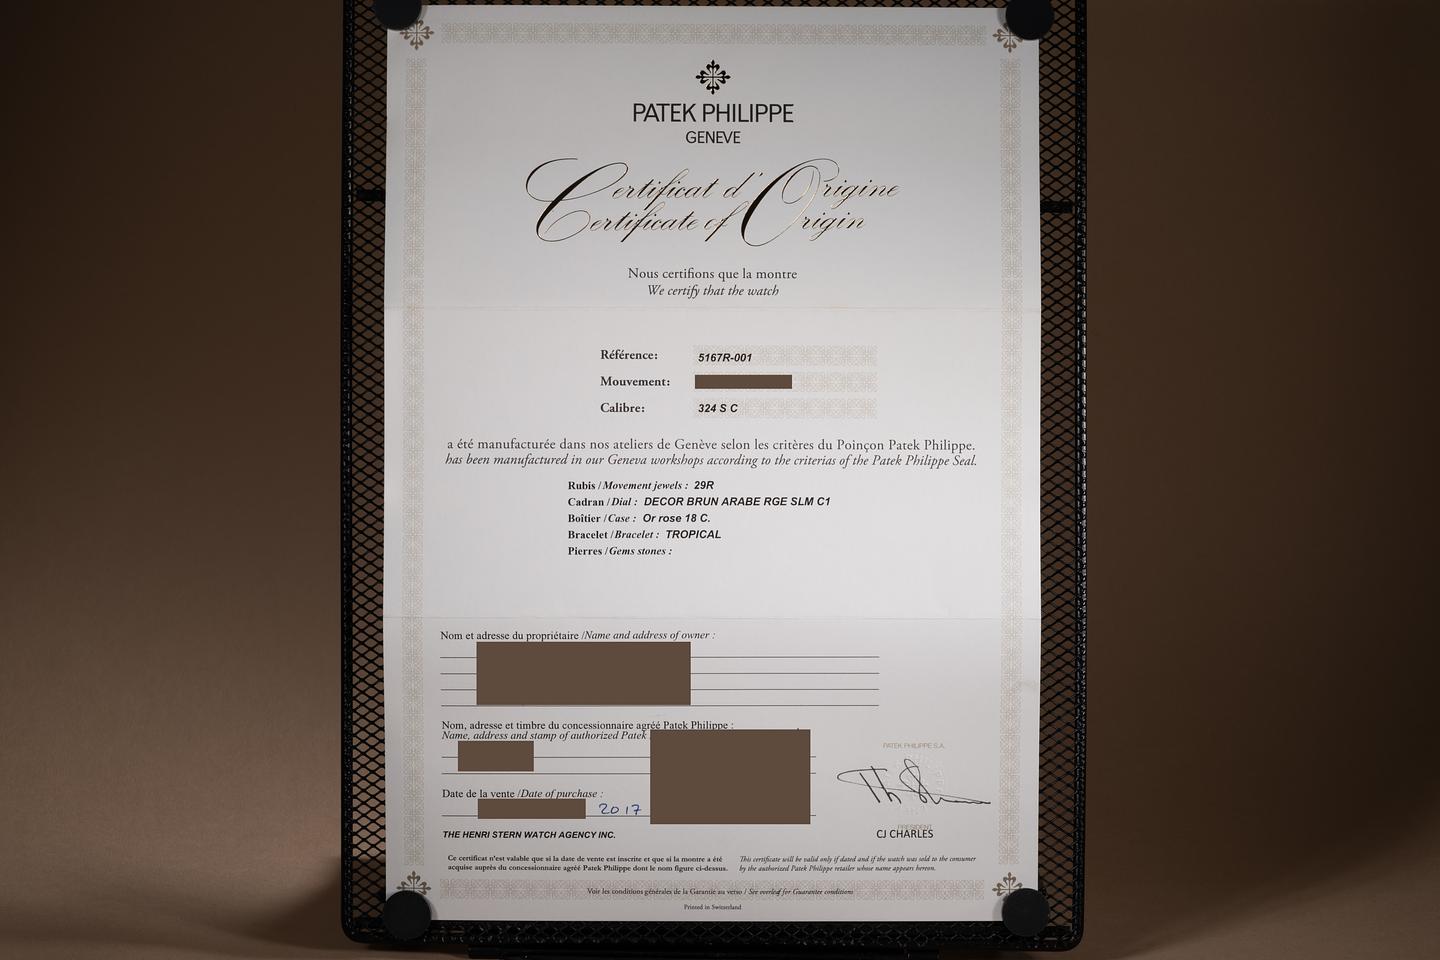 PATEK PHILIPPE
GENEVE
Certificat d'Origine
Certificate of Origin
Nous certifions que la montre
We certify that the watch
Référence: 5167R-001
Mouvement:
Calibre: 324 S C
a été manufacturée dans nos ateliers de Genève selon les critères du Poinçon Patek Philippe.
has been manufactured in our Geneva workshops according to the criterias of the Patek Philippe Seal.
Rubis / Movement jewels : 29R
Cadran / Dial : DECOR BRUN ARABE RGE SLM C1
Boîtier / Case : Or rose 18 C.
Bracelet / Bracelet : TROPICAL
Pierres / Gems stones :
Nom et adresse du propriétaire / Name and address of owner :
Nom, adresse et timbre du concessionnaire agréé Patek Philippe :
Name, address and stamp of authorized Patek
PATEK PHILIPPE S.A.
Date de la vente / Date of purchase :
2017
PRESIDENT
CJ CHARLES
THE HENRI STERN WATCH AGENCY INC.
Ce certificat n'est valable que si la date de vente est inscrite et que si la montre a été
acquise auprès du concessionnaire agréé Patek Philippe dont le nom figure ci-dessus.
This certificate will be valid only if dated and if the watch was sold to the consumer
by the authorized Patek Philippe retailer whose name appears hereon.
Voir les conditions générales de la Garantie au verso / See overleaf for Guarantee conditions
Printed in Switzerland